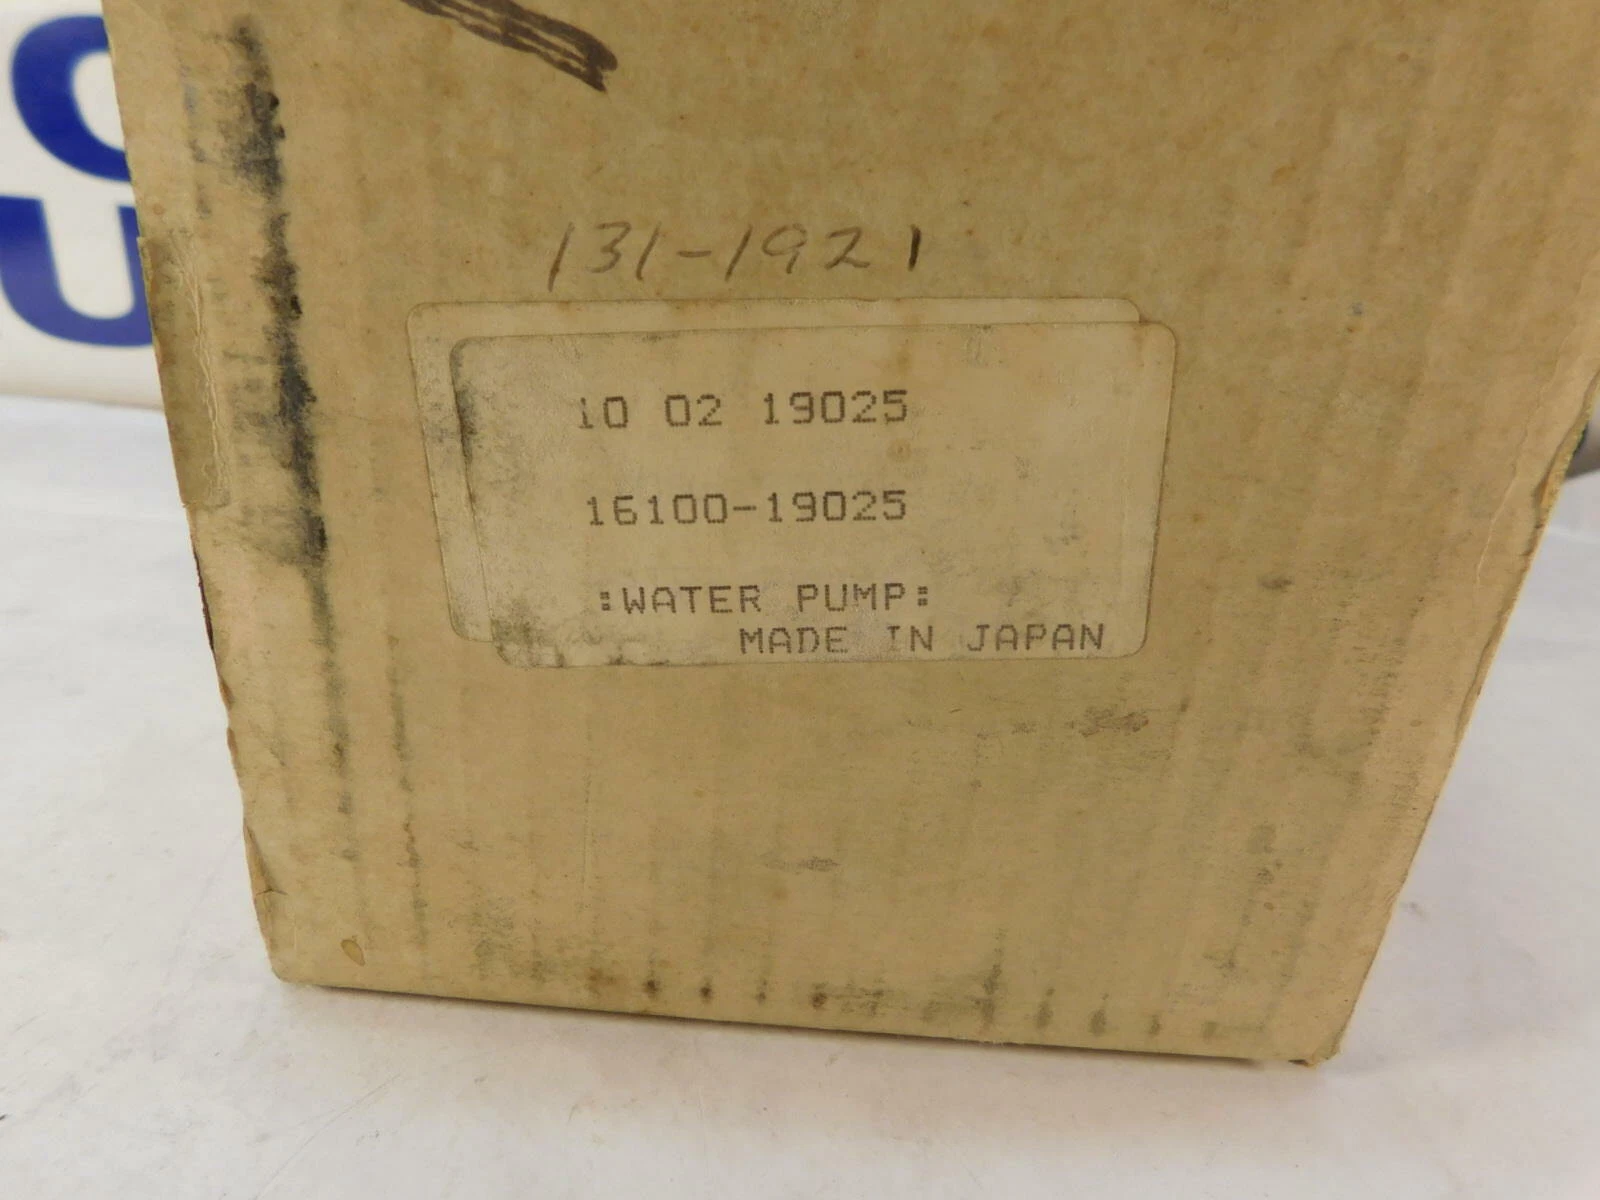 C
U
131-1921
10 02 19025
16100-19025
:WATER PUMP:
MADE IN JAPAN